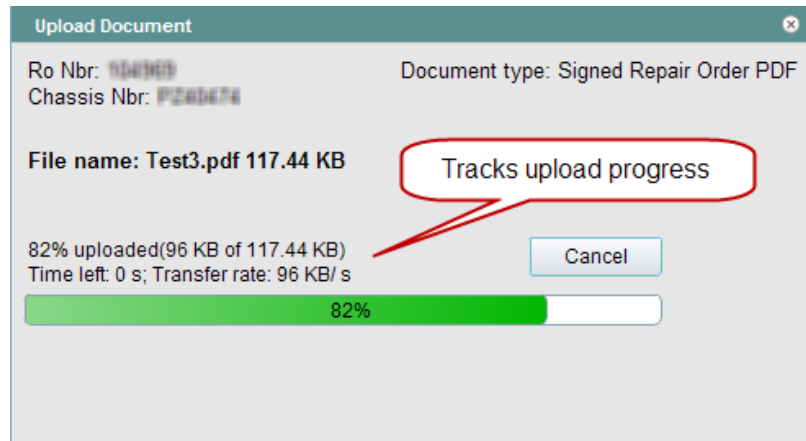 Upload Document
Ro Nbr:
Document type: Signed Repair Order PDF
Chassis Nbr:
File name: Test3.pdf 117.44 KB
Tracks upload progress
82% uploaded(96 KB of 117.44 KB)
Cancel
Time left: 0 s; Transfer rate: 96 KB/ s
82%